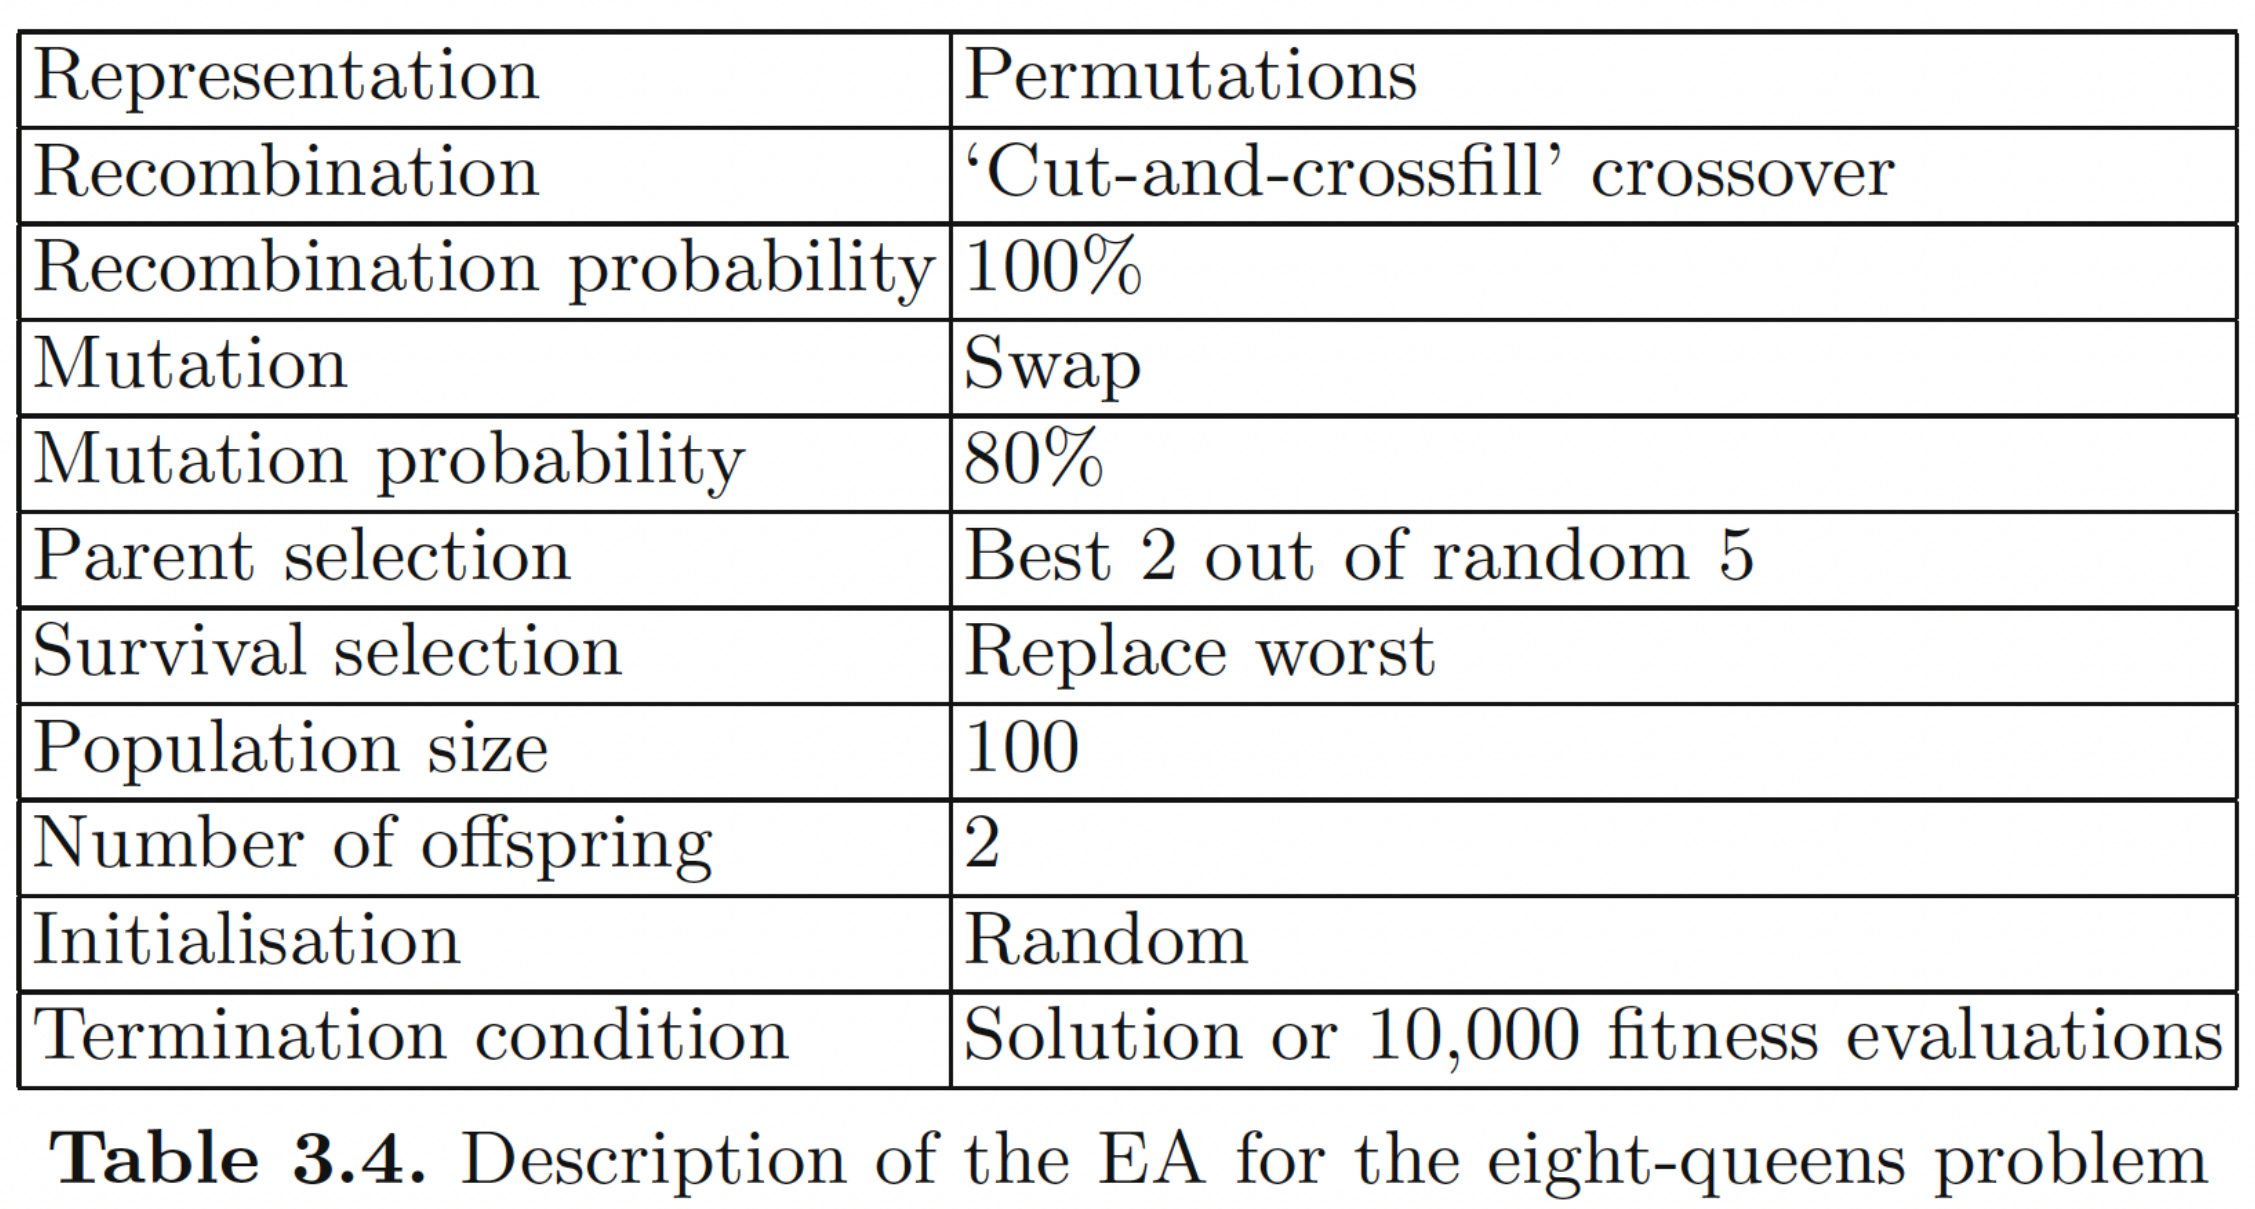 Representation Permutations
Recombination ‘Cut-and-crossfill’ crossover
Recombination probability 100%
Mutation Swap
Mutation probability 80%
Parent selection Best 2 out of random 5
Survival selection Replace worst
Population size 100
Number of offspring 2
Initialisation Random
Termination condition Solution or 10,000 fitness evaluations
Table 3.4. Description of the EA for the eight-queens problem